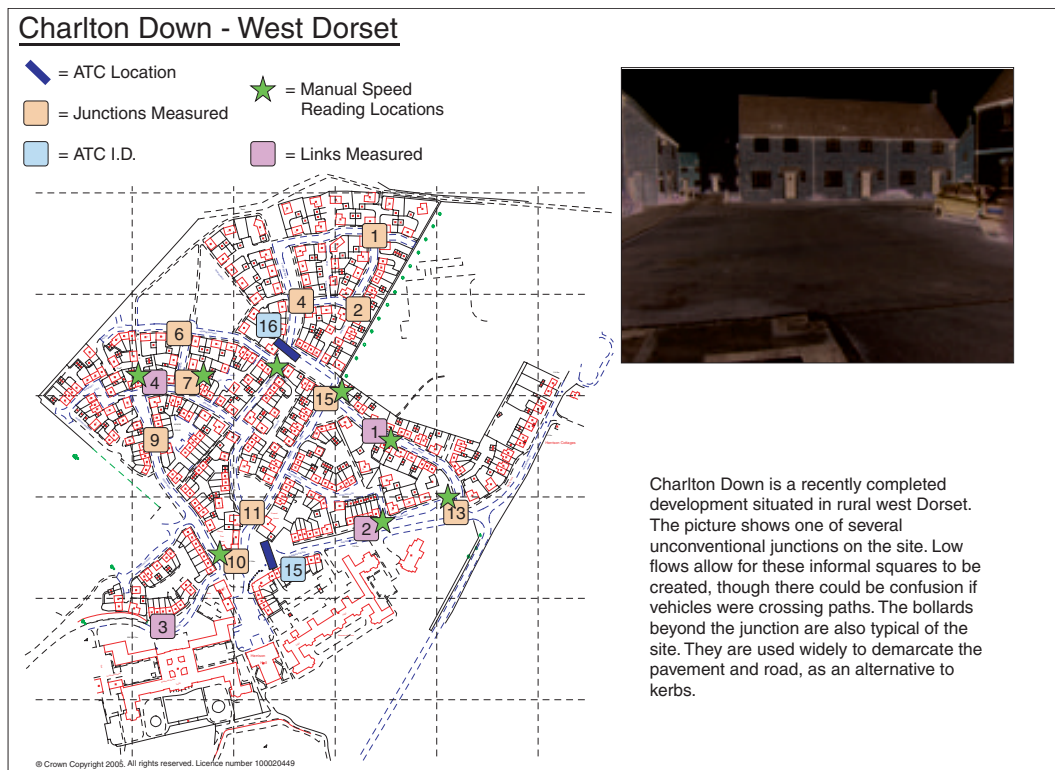 Charlton Down - West Dorset
= ATC Location
= Manual Speed
Reading Locations
= Junctions Measured
= ATC I.D.
= Links Measured
1
4
2
16
6
4
7
15
1
9
13
11
2
10
15
3
Charlton Down is a recently completed
development situated in rural west Dorset.
The picture shows one of several
unconventional junctions on the site. Low
flows allow for these informal squares to be
created, though there could be confusion if
vehicles were crossing paths. The bollards
beyond the junction are also typical of the
site. They are used widely to demarcate the
pavement and road, as an alternative to
kerbs.
© Crown Copyright 2005. All rights reserved. Licence number 100020449